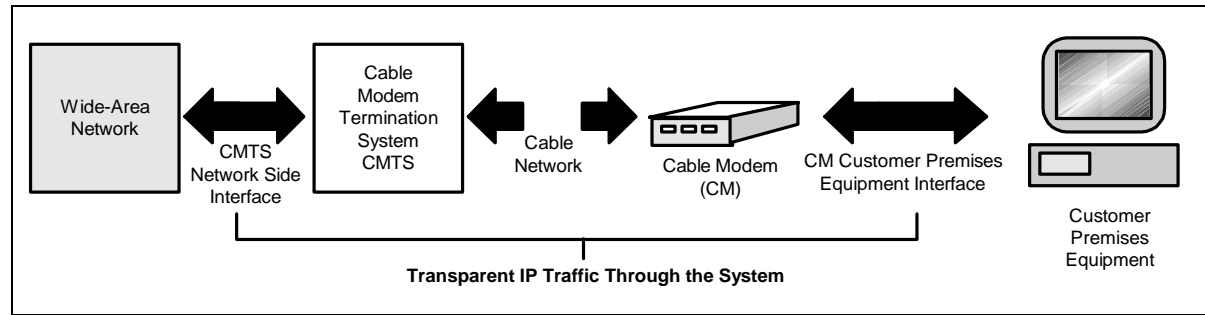 Wide-Area
Network
CMTS
Network Side
Interface
Cable
Modem
Termination
System
CMTS
Cable
Network
Cable Modem
(CM)
CM Customer Premises
Equipment Interface
Customer
Premises
Equipment
Transparent IP Traffic Through the System